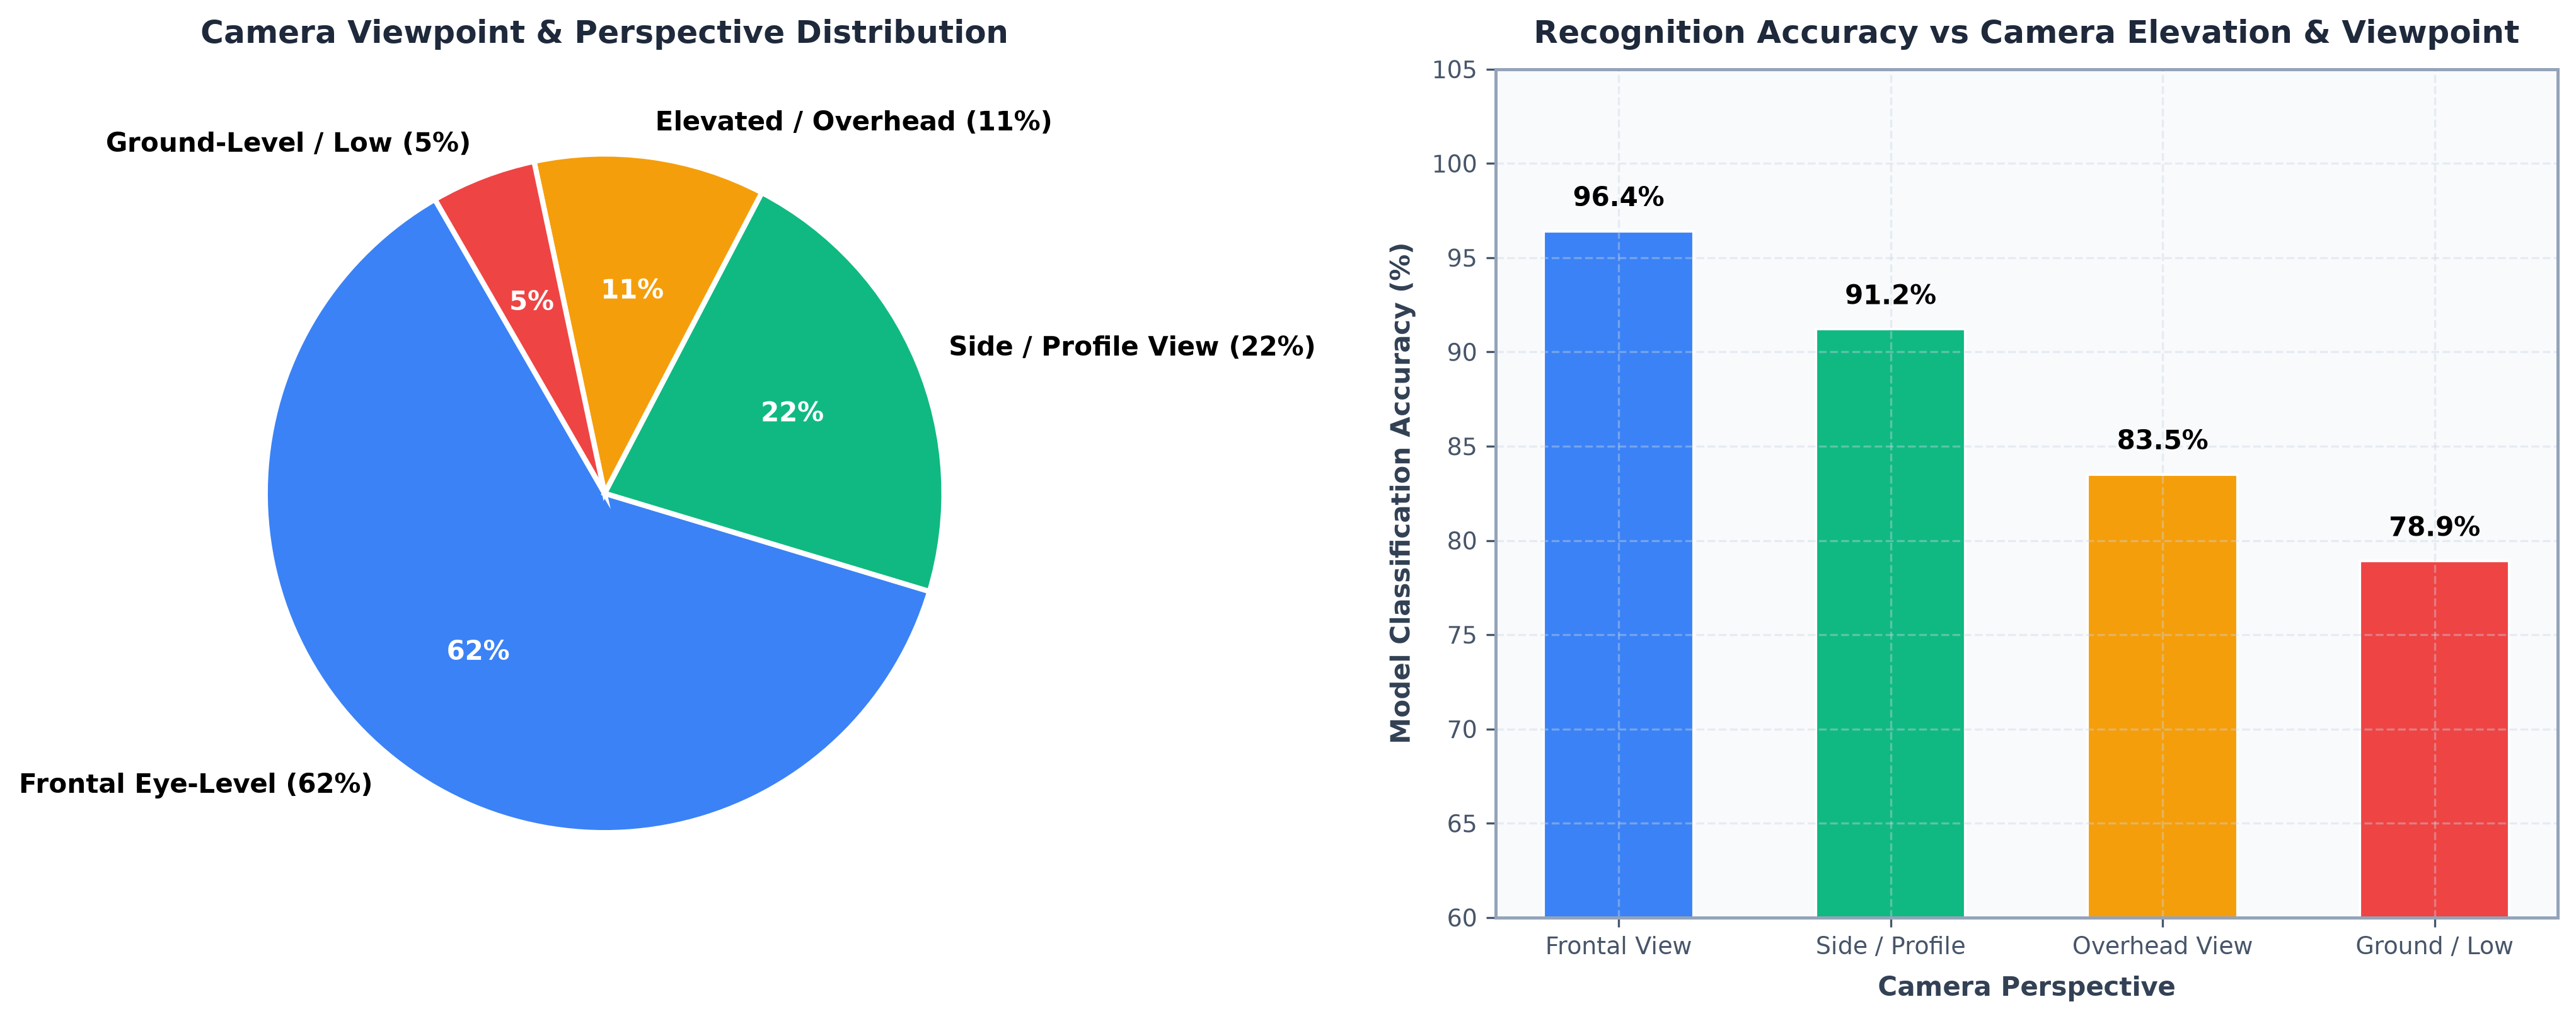 Camera Viewpoint & Perspective Distribution
Ground-Level / Low (5%)
Elevated / Overhead (11%)
Side / Profile View (22%)
Frontal Eye-Level (62%)
5%
11%
22%
62%
Recognition Accuracy vs Camera Elevation & Viewpoint
Model Classification Accuracy (%)
105
100
95
90
85
80
75
70
65
60
96.4%
91.2%
83.5%
78.9%
Frontal View
Side / Profile
Overhead View
Ground / Low
Camera Perspective